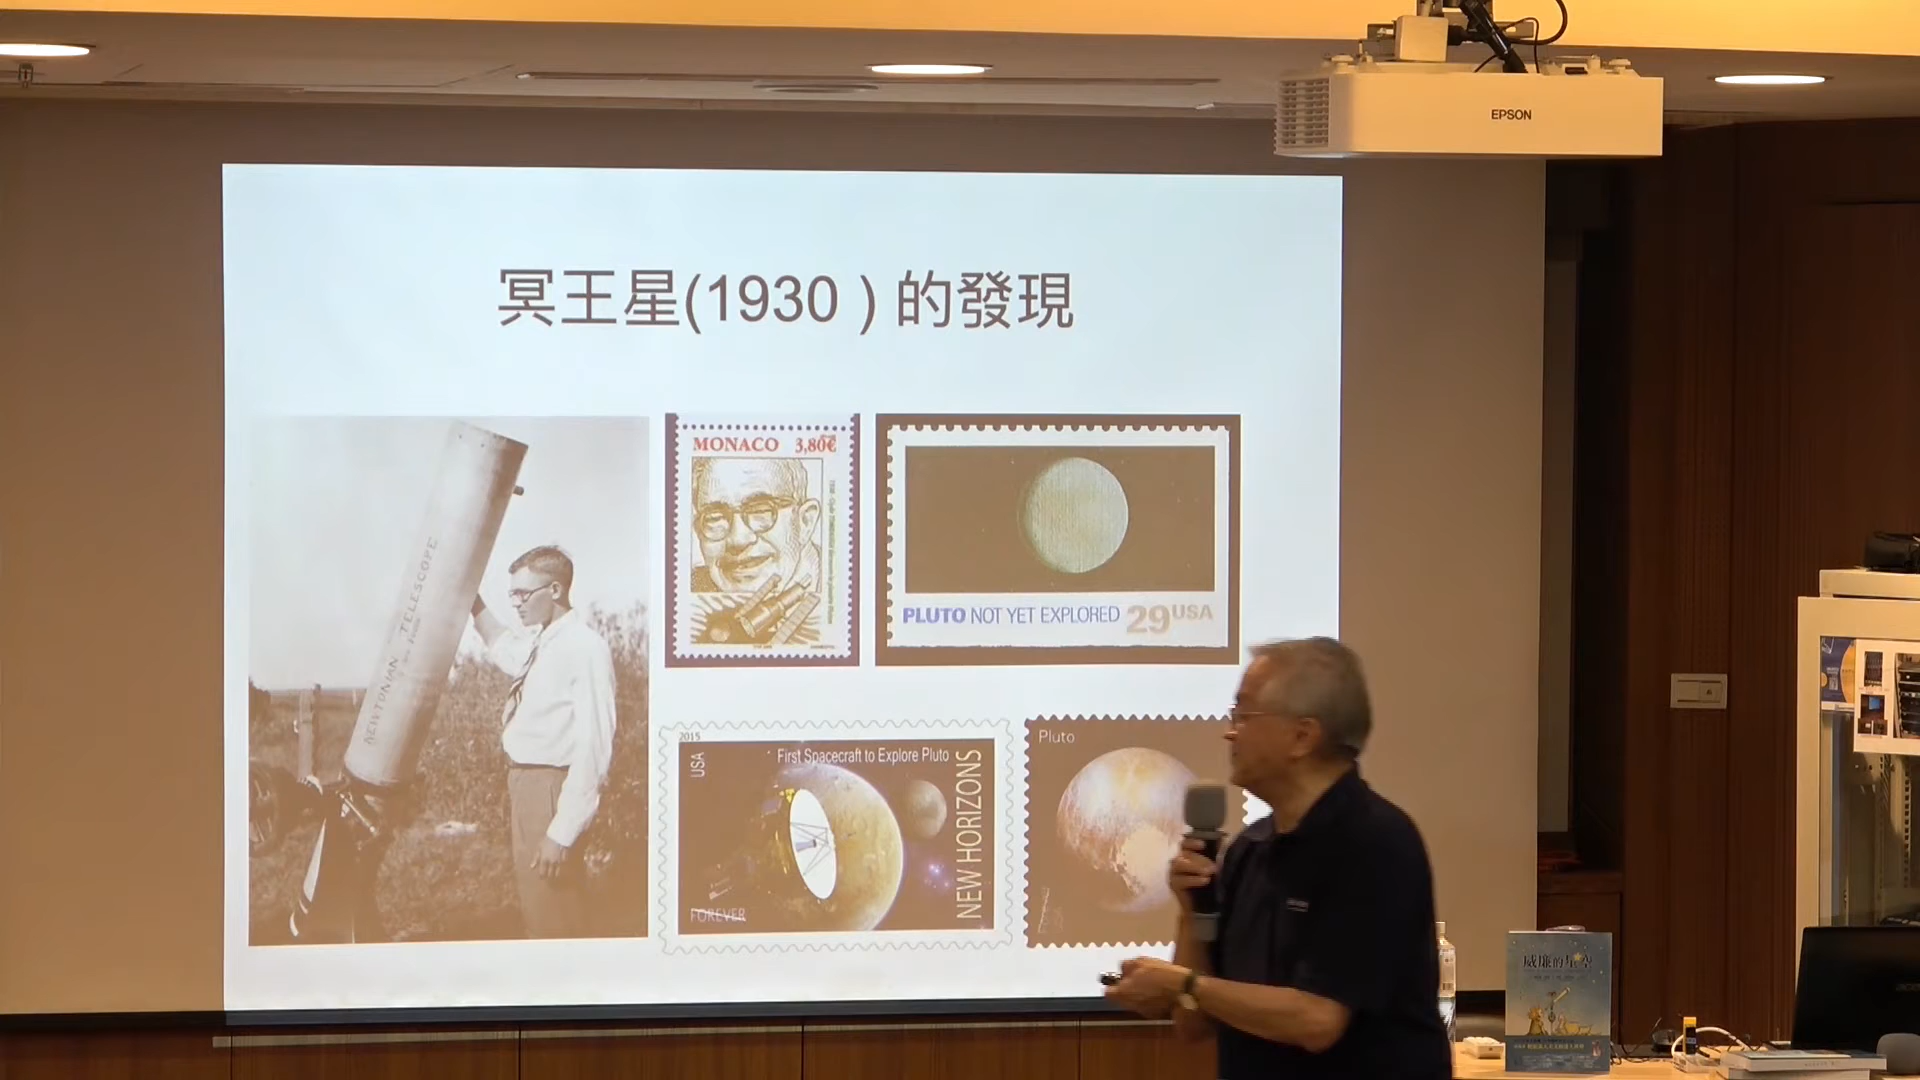 EPSON
冥王星(1930 ) 的發現
NEWTONIAN TELESCOPE
MONACO 3,80€
PLUTO NOT YET EXPLORED 29 USA
2015
USA
First Spacecraft to Explore Pluto
NEW HORIZONS
FOREVER
Pluto
威廉的星空